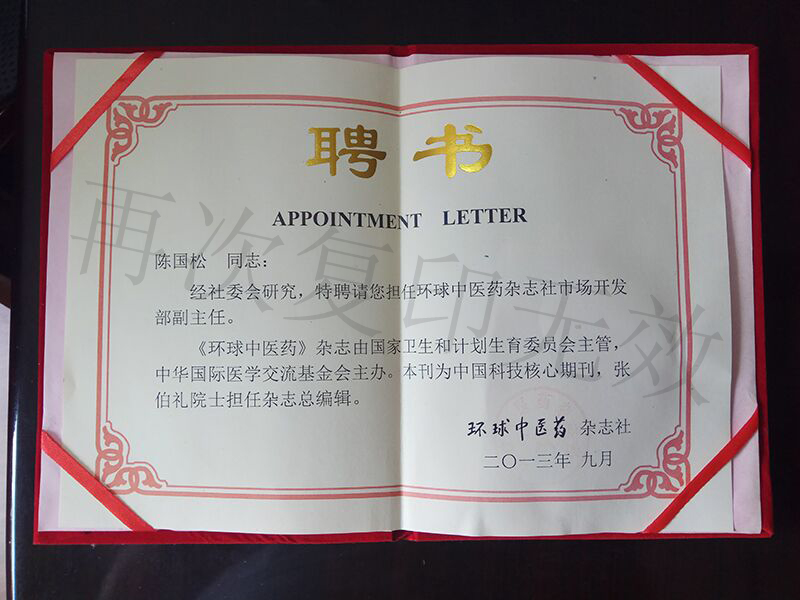 聘书
APPOINTMENT LETTER
陈国松 同志：
经社委会研究，特聘请您担任环球中医药杂志社市场开发
部副主任。
《环球中医药》杂志由国家卫生和计划生育委员会主管，
中华国际医学交流基金会主办。本刊为中国科技核心期刊，张
伯礼院士担任杂志总编辑。
环球中医药 杂志社
二〇一三年 九月
再次复印无效